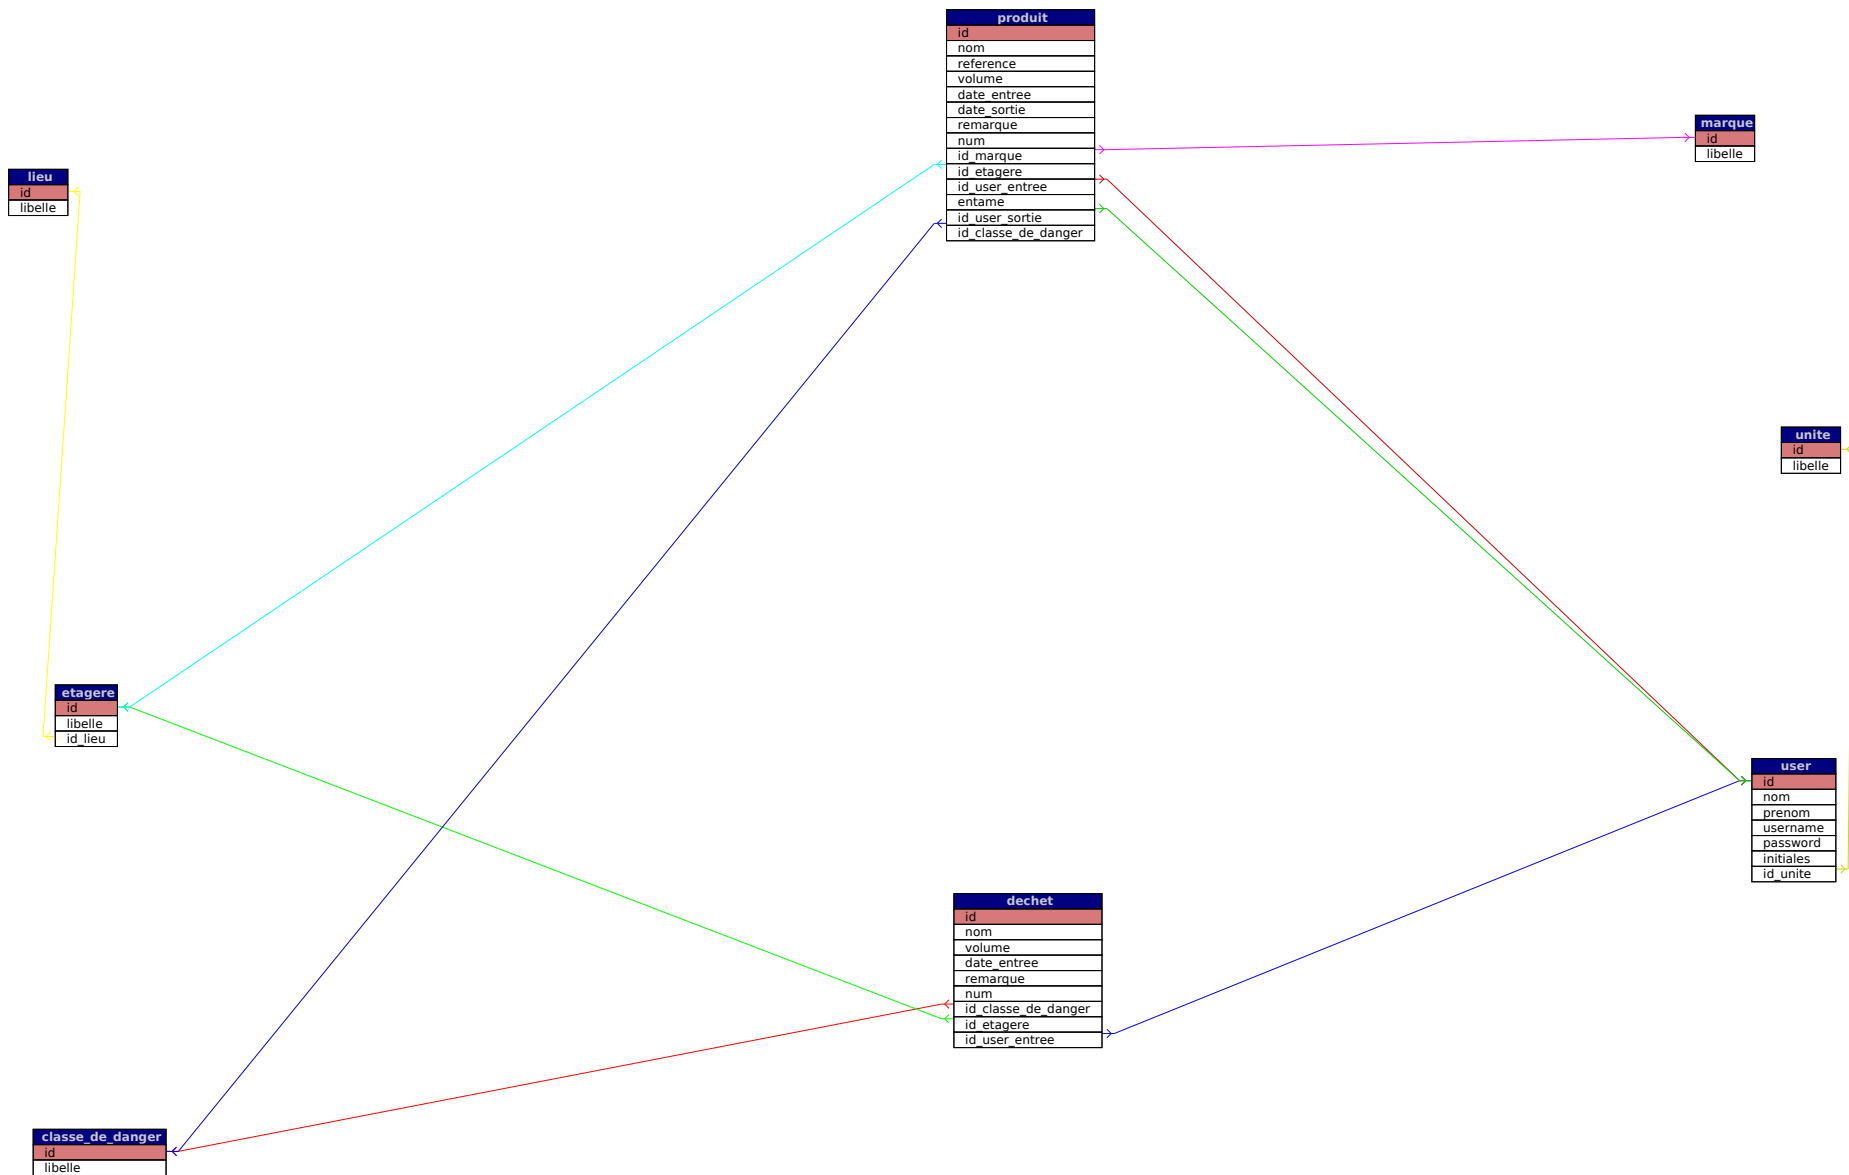 produit
id
nom
reference
volume
date_entree
date_sortie
remarque
num
id_marque
id_etagere
id_user_entree
entame
id_user_sortie
id_classe_de_danger
marque
id
libelle
lieu
id
libelle
unite
id
libelle
etagere
id
libelle
id_lieu
user
id
nom
prenom
username
password
initiales
id_unite
dechet
id
nom
volume
date_entree
remarque
num
id_classe_de_danger
id_etagere
id_user_entree
classe_de_danger
id
libelle